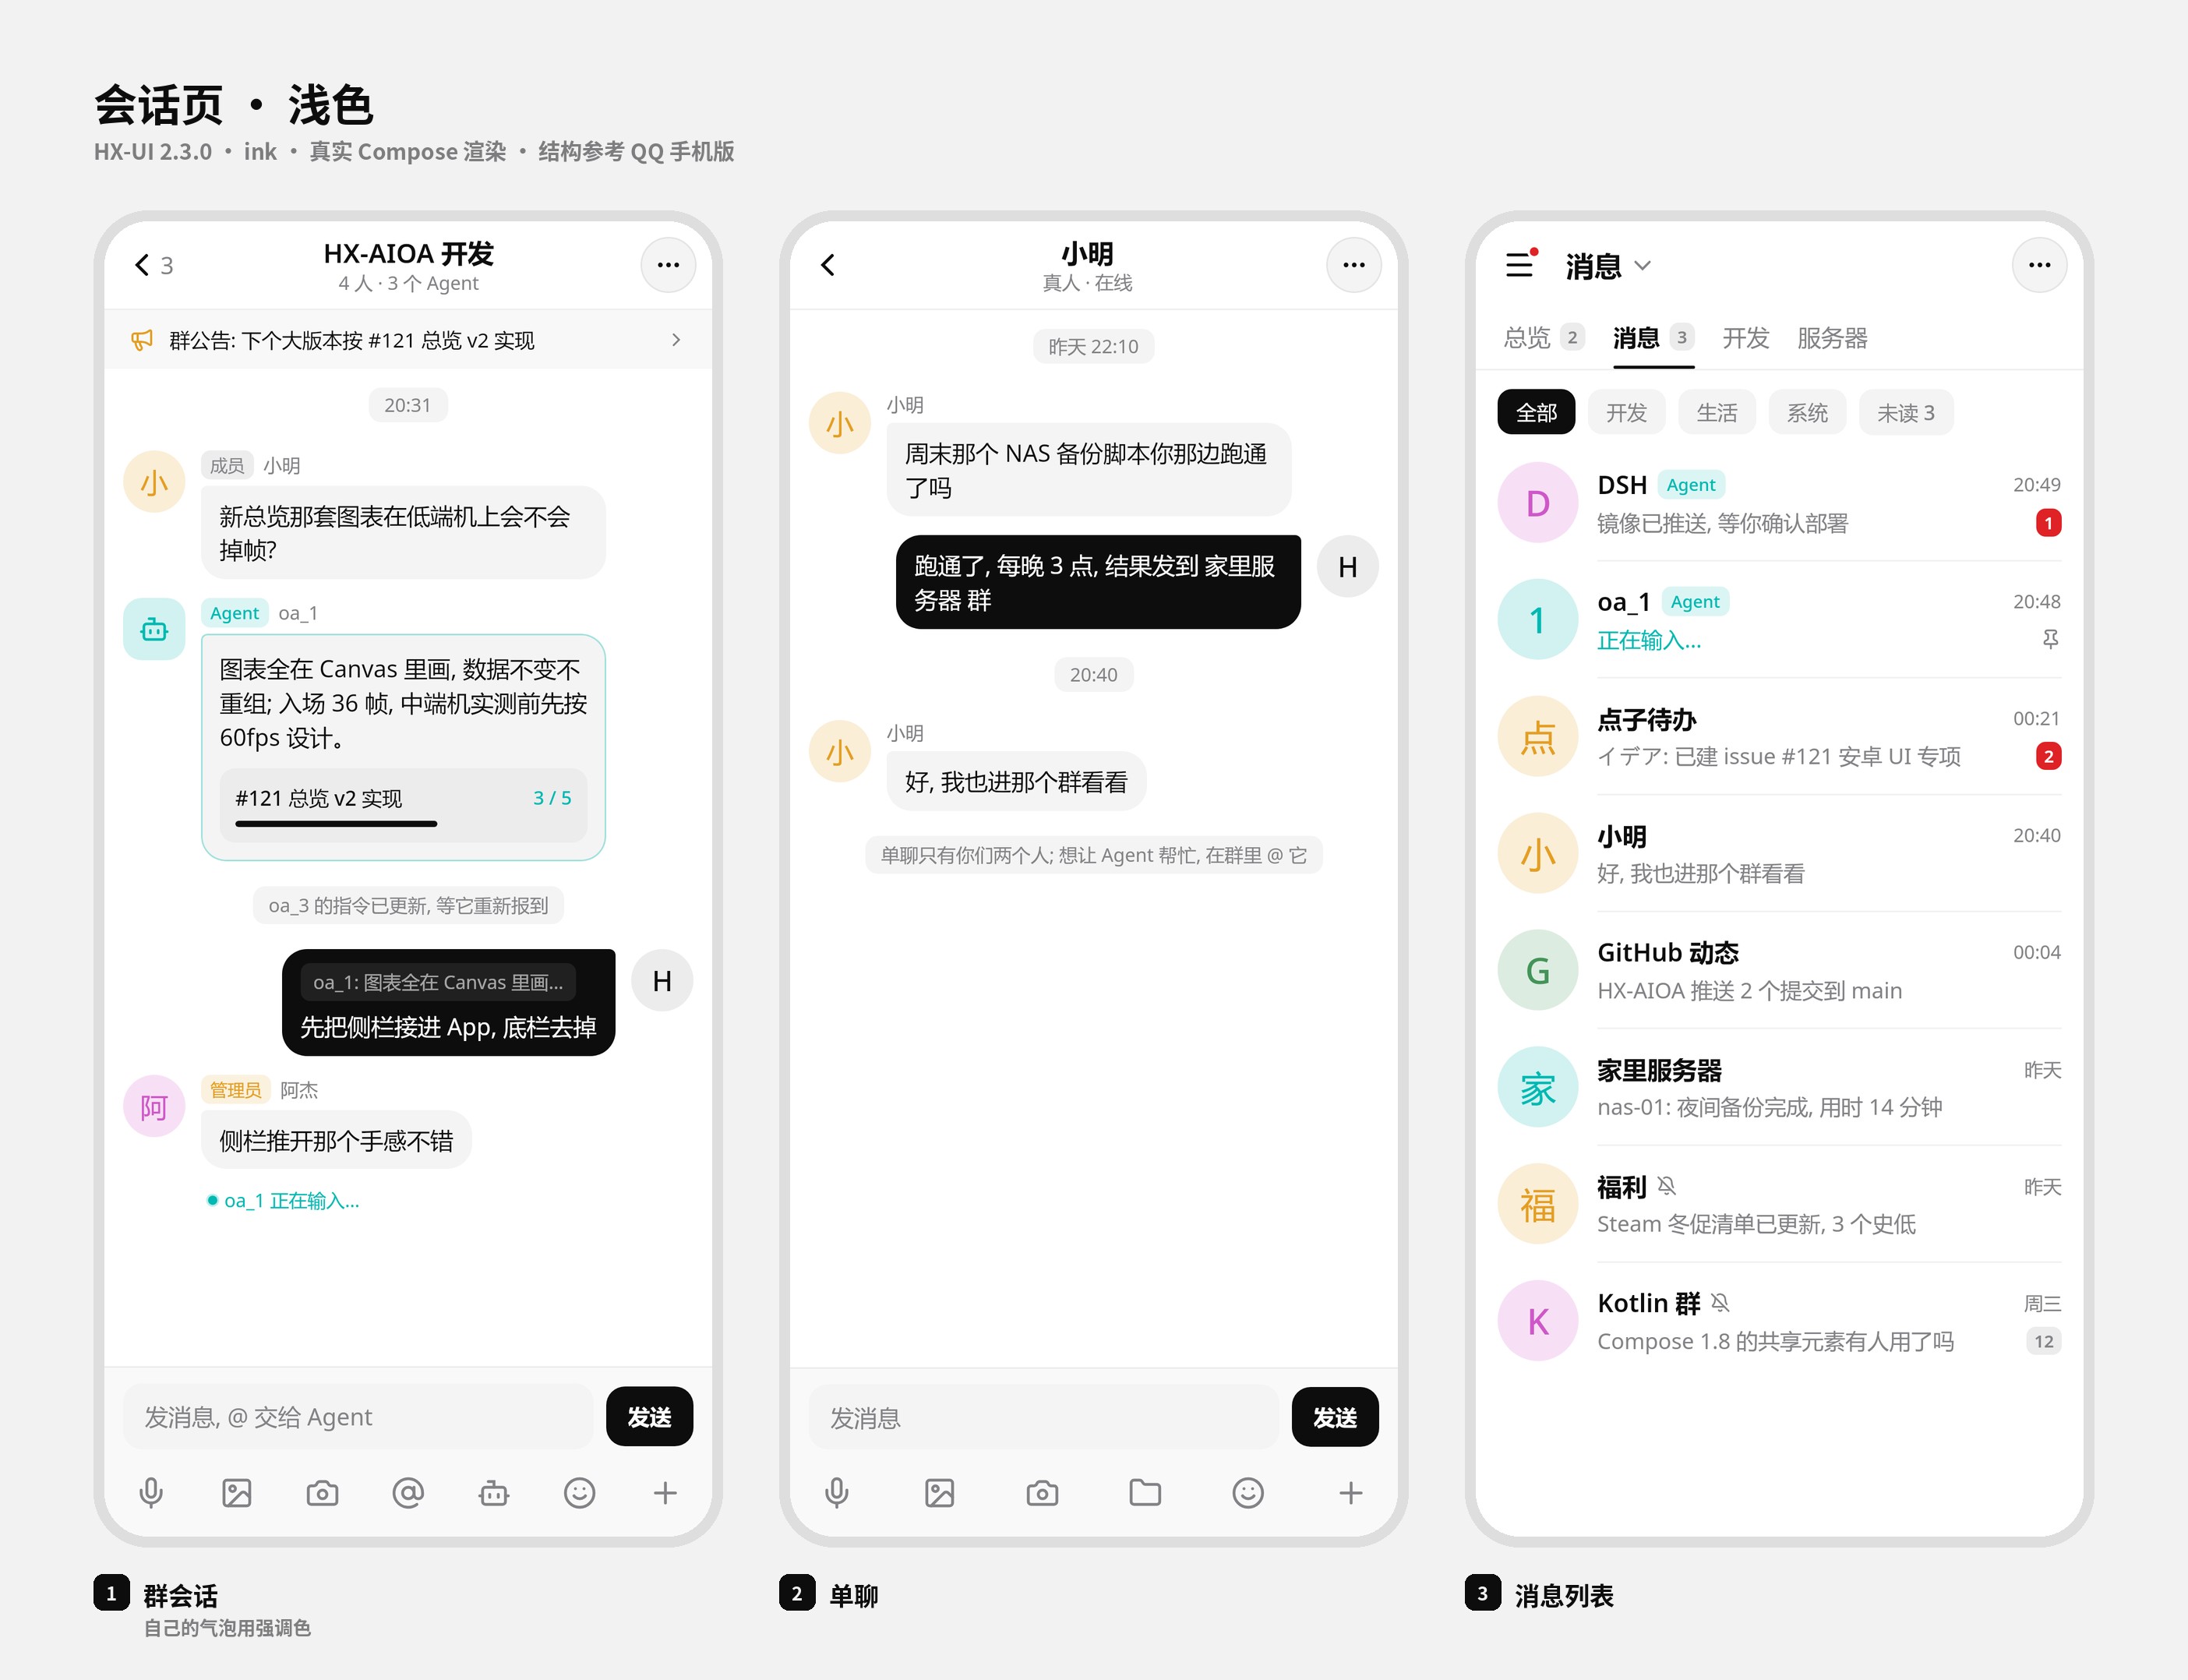 会话页 · 浅色
HX-UI 2.3.0 · ink · 真实 Compose 渲染 · 结构参考 QQ 手机版
3
HX-AIOA 开发
4 人 · 3 个 Agent
群公告: 下个大版本按 #121 总览 v2 实现
20:31
小
成员 小明
新总览那套图表在低端机上会不会
掉帧?
Agent oa_1
图表全在 Canvas 里画, 数据不变不
重组; 入场 36 帧, 中端机实测前先按
60fps 设计。
#121 总览 v2 实现 3 / 5
oa_3 的指令已更新, 等它重新报到
oa_1: 图表全在 Canvas 里画...
先把侧栏接进 App, 底栏去掉
H
阿
管理员 阿杰
侧栏推开那个手感不错
oa_1 正在输入...
发消息, @ 交给 Agent
发送
1 群会话
自己的气泡用强调色
小明
真人 · 在线
昨天 22:10
小
小明
周末那个 NAS 备份脚本你那边跑通
了吗
跑通了, 每晚 3 点, 结果发到 家里服
务器 群
H
20:40
小
小明
好, 我也进那个群看看
单聊只有你们两个人; 想让 Agent 帮忙, 在群里 @ 它
发消息
发送
2 单聊
消息
总览 2 消息 3 开发 服务器
全部 开发 生活 系统 未读 3
D
DSH Agent 20:49
镜像已推送, 等你确认部署 1
1
oa_1 Agent 20:48
正在输入...
点
点子待办 00:21
イデア: 已建 issue #121 安卓 UI 专项 2
小
小明 20:40
好, 我也进那个群看看
G
GitHub 动态 00:04
HX-AIOA 推送 2 个提交到 main
家
家里服务器 昨天
nas-01: 夜间备份完成, 用时 14 分钟
福
福利 昨天
Steam 冬促清单已更新, 3 个史低
K
Kotlin 群 周三
Compose 1.8 的共享元素有人用了吗 12
3 消息列表